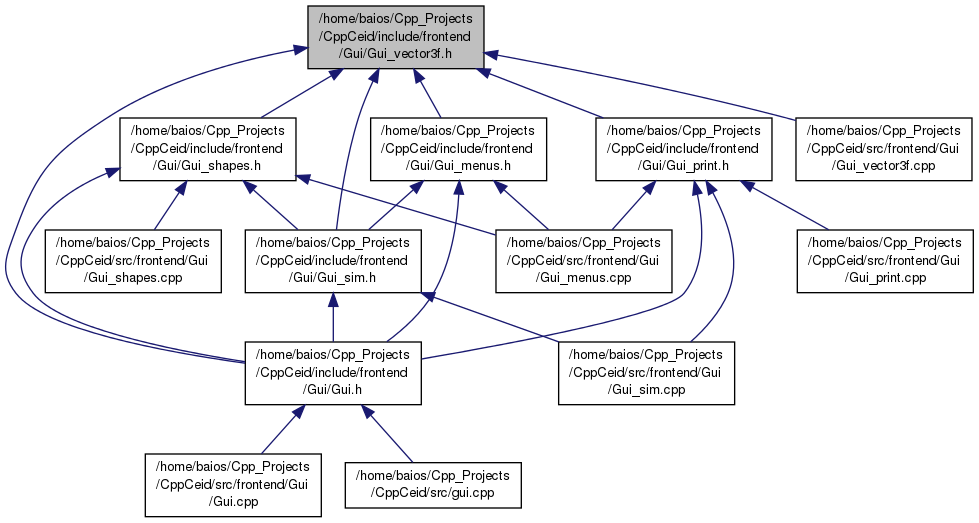 /home/baios/Cpp_Projects
/CppCeid/include/frontend
/Gui/Gui_vector3f.h
/home/baios/Cpp_Projects
/CppCeid/include/frontend
/Gui/Gui_shapes.h
/home/baios/Cpp_Projects
/CppCeid/include/frontend
/Gui/Gui_menus.h
/home/baios/Cpp_Projects
/CppCeid/include/frontend
/Gui/Gui_print.h
/home/baios/Cpp_Projects
/CppCeid/src/frontend/Gui
/Gui_vector3f.cpp
/home/baios/Cpp_Projects
/CppCeid/src/frontend/Gui
/Gui_shapes.cpp
/home/baios/Cpp_Projects
/CppCeid/include/frontend
/Gui/Gui_sim.h
/home/baios/Cpp_Projects
/CppCeid/src/frontend/Gui
/Gui_menus.cpp
/home/baios/Cpp_Projects
/CppCeid/src/frontend/Gui
/Gui_print.cpp
/home/baios/Cpp_Projects
/CppCeid/include/frontend
/Gui/Gui.h
/home/baios/Cpp_Projects
/CppCeid/src/frontend/Gui
/Gui_sim.cpp
/home/baios/Cpp_Projects
/CppCeid/src/frontend/Gui
/Gui.cpp
/home/baios/Cpp_Projects
/CppCeid/src/gui.cpp